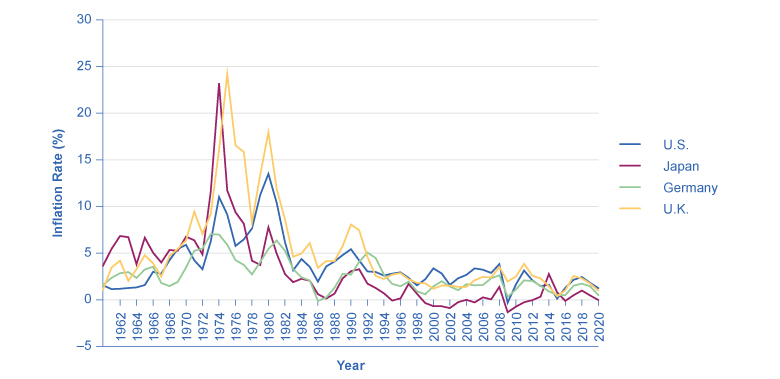 30
25
20
15
10
5
0
–5
Inflation Rate (%)
1962 1964 1966 1968 1970 1972 1974 1976 1978 1980 1982 1984 1986 1988 1990 1992 1994 1996 1998 2000 2002 2004 2006 2008 2010 2012 2014 2016 2018 2020
Year
U.S.
Japan
Germany
U.K.